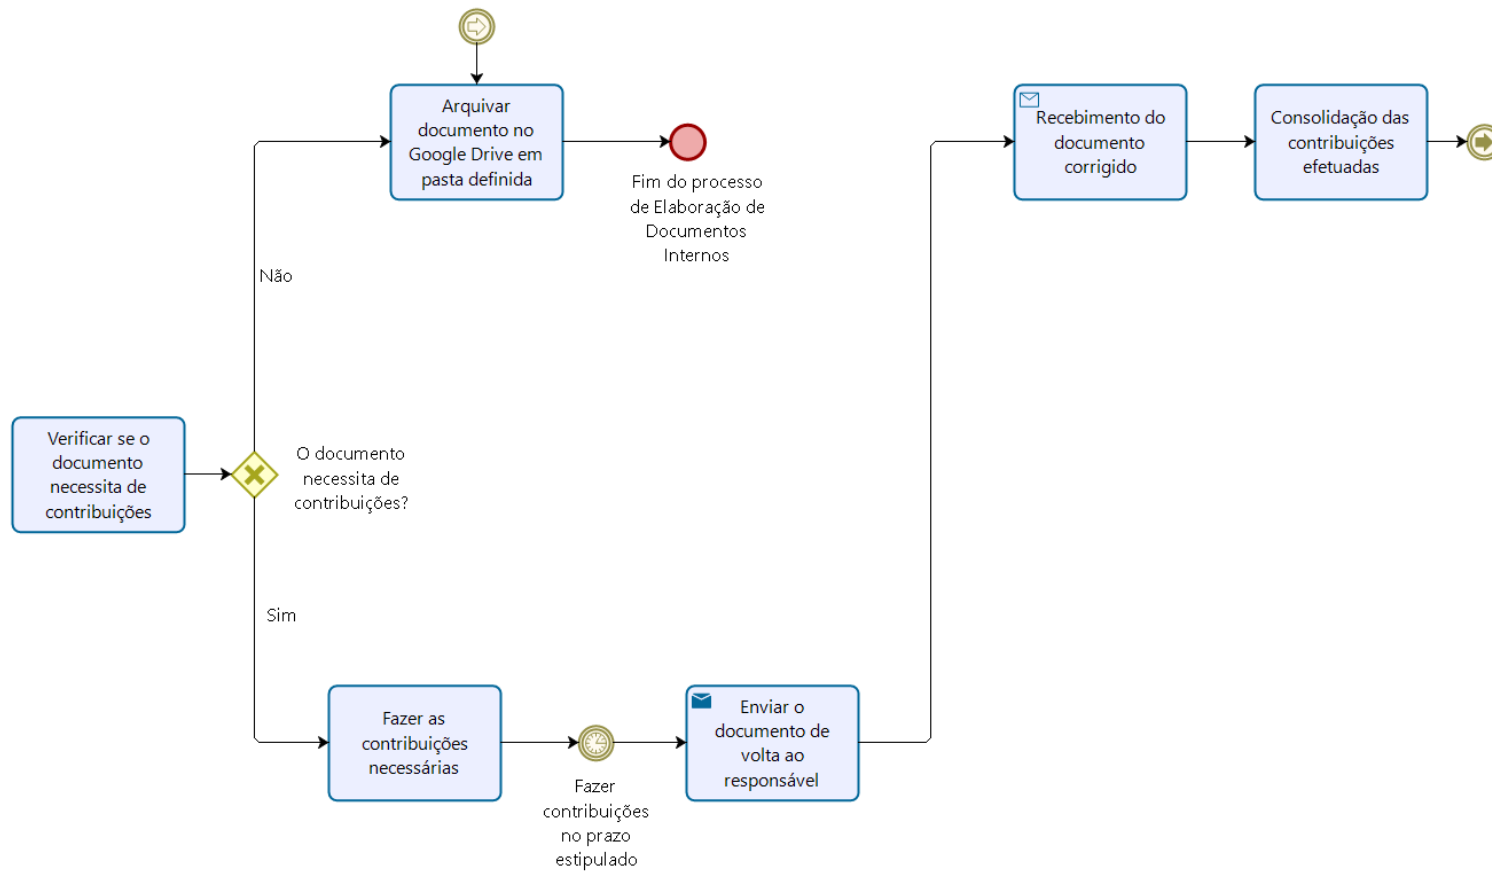 Arquivar
documento no
Google Drive em
pasta definida
Fim do processo
de Elaboração de
Documentos
Internos
Recebimento do
documento
corrigido
Consolidação das
contribuições
efetuadas
Não
Verificar se o
documento
necessita de
contribuições
O documento
necessita de
contribuições?
Sim
Fazer as
contribuições
necessárias
Fazer
contribuições
no prazo
estipulado
Enviar o
documento de
volta ao
responsável